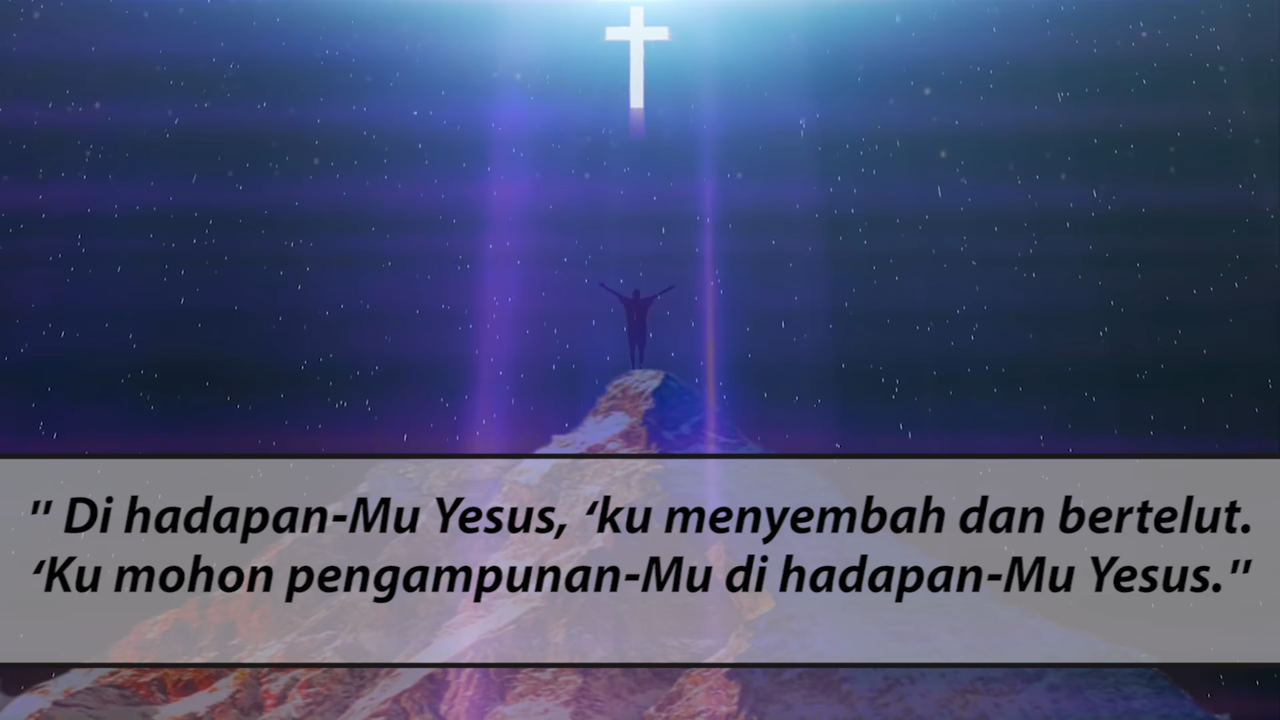 " Di hadapan-Mu Yesus, ‘ku menyembah dan bertelut.
‘Ku mohon pengampunan-Mu di hadapan-Mu Yesus."